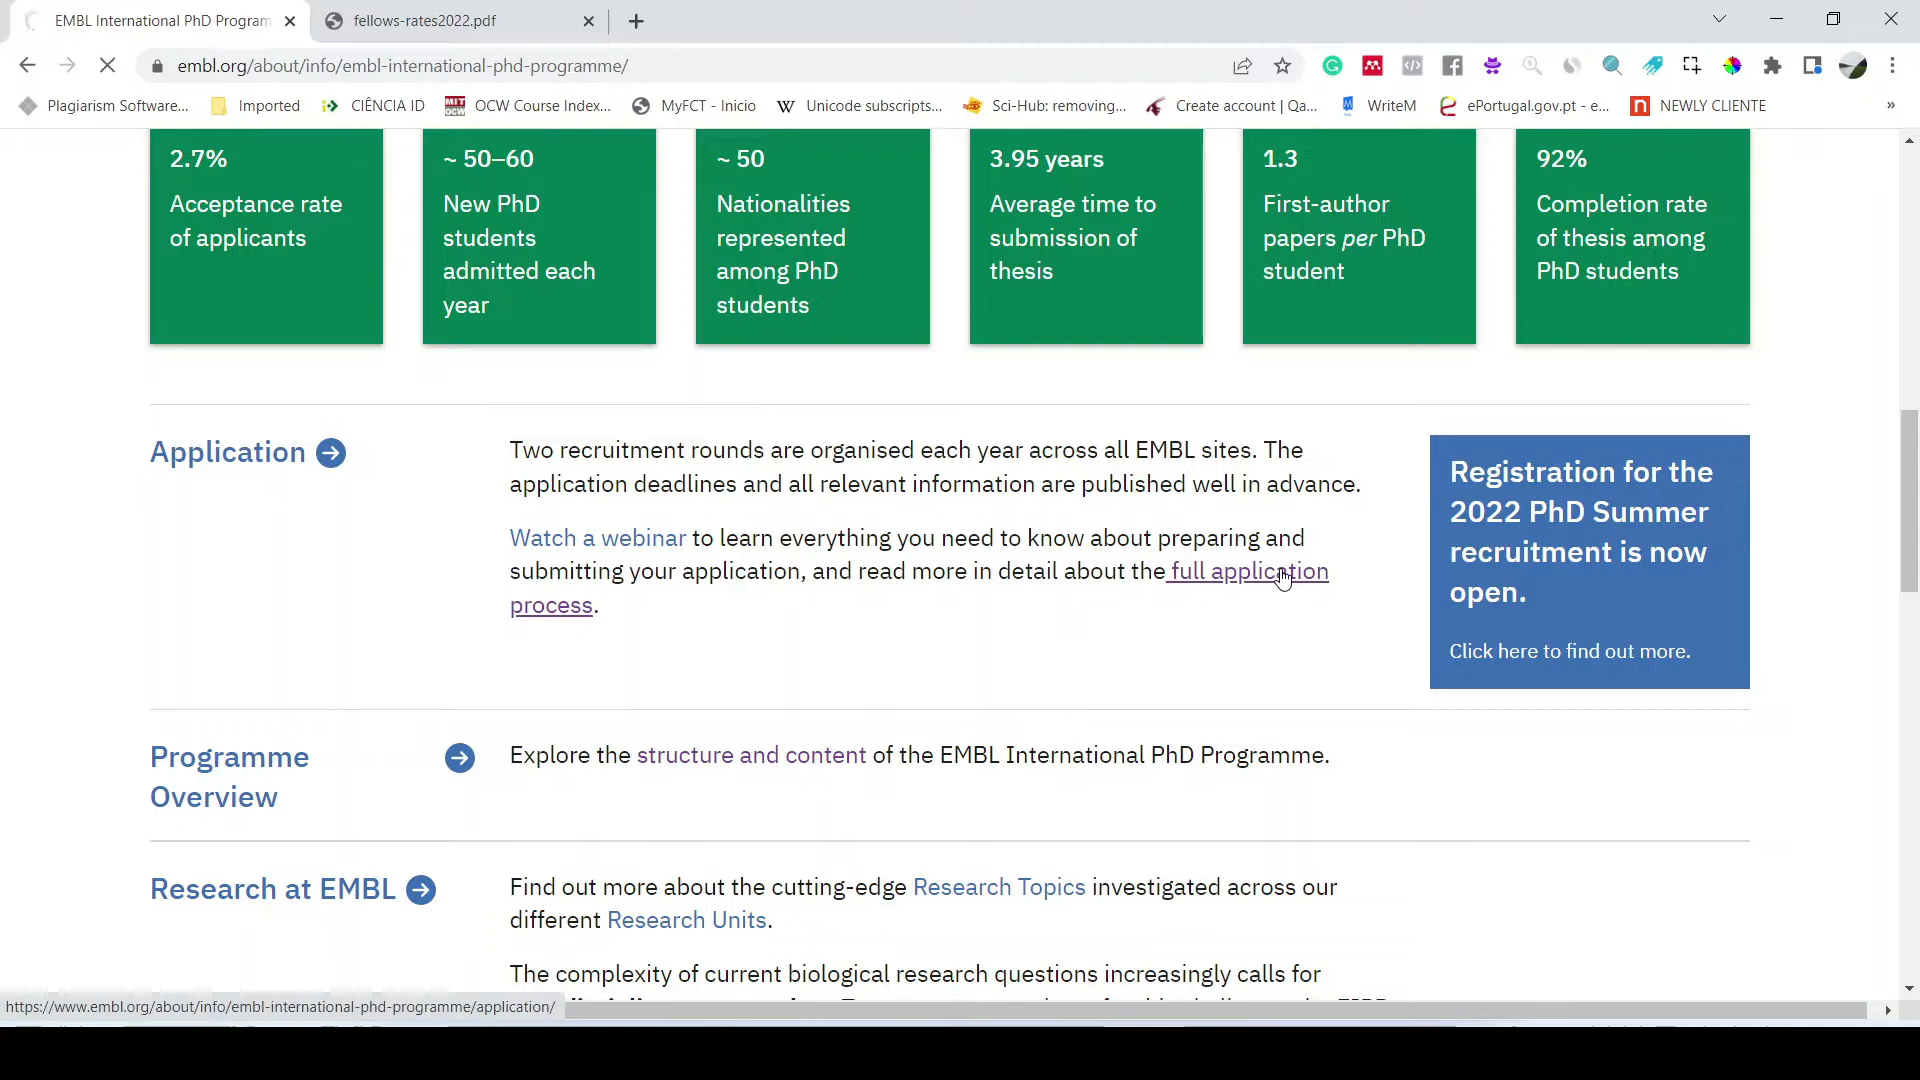 EMBL International PhD Program
fellows-rates2022.pdf
embl.org/about/info/embl-international-phd-programme/
Plagiarism Software...
Imported
CIÊNCIA ID
OCW Course Index...
MyFCT - Inicio
Unicode subscripts...
Sci-Hub: removing...
Create account | Qa...
WriteM
ePortugal.gov.pt - e...
NEWLY CLIENTE
2.7%
Acceptance rate
of applicants
~ 50–60
New PhD
students
admitted each
year
~ 50
Nationalities
represented
among PhD
students
3.95 years
Average time to
submission of
thesis
1.3
First-author
papers per PhD
student
92%
Completion rate
of thesis among
PhD students
Application
Two recruitment rounds are organised each year across all EMBL sites. The
application deadlines and all relevant information are published well in advance.
Watch a webinar to learn everything you need to know about preparing and
submitting your application, and read more in detail about the full application
process.
Registration for the
2022 PhD Summer
recruitment is now
open.
Click here to find out more.
Programme
Overview
Explore the structure and content of the EMBL International PhD Programme.
Research at EMBL
Find out more about the cutting-edge Research Topics investigated across our
different Research Units.
The complexity of current biological research questions increasingly calls for
https://www.embl.org/about/info/embl-international-phd-programme/application/